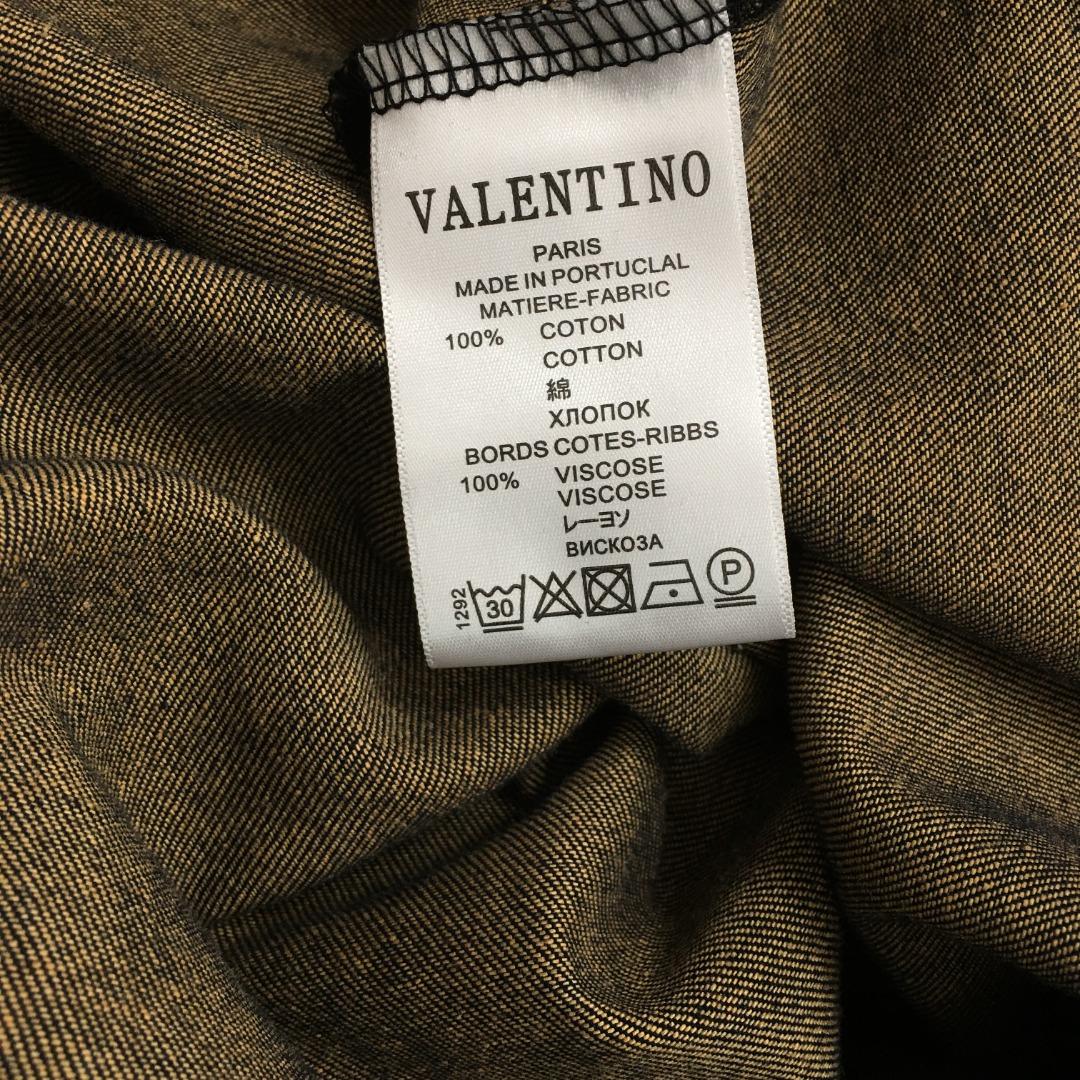 VALENTINO
PARIS
MADE IN PORTUCLAL
MATIERE-FABRIC
100% COTON
COTTON
綿
ХЛОПОК
BORDS COTES-RIBBS
100% VISCOSE
VISCOSE
レーヨソ
ВИСКОЗА
1292 30 P